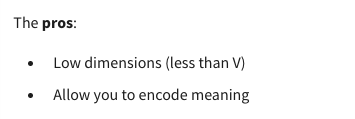 The pros:
• Low dimensions (less than V)
• Allow you to encode meaning